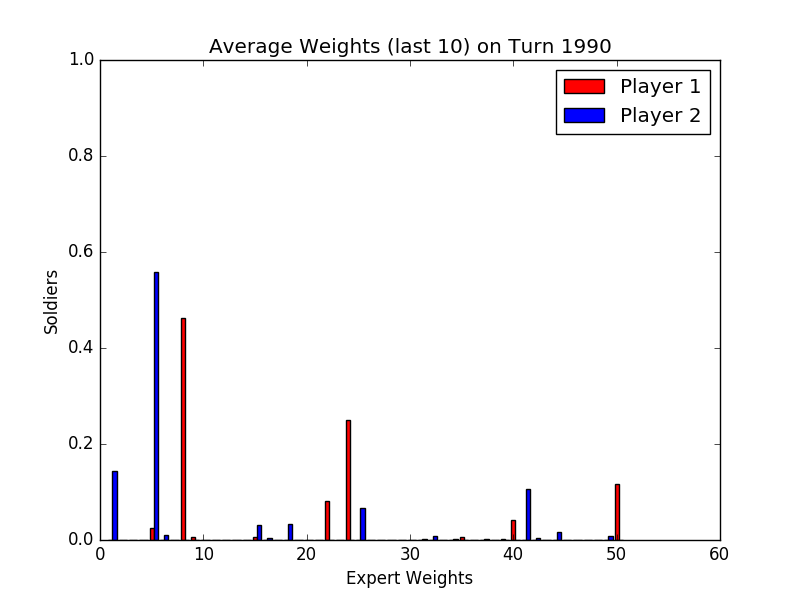 Average Weights (last 10) on Turn 1990
1.0
Player 1
Player 2
0.8
0.6
Soldiers
0.4
0.2
0.0
0 10 20 30 40 50 60
Expert Weights